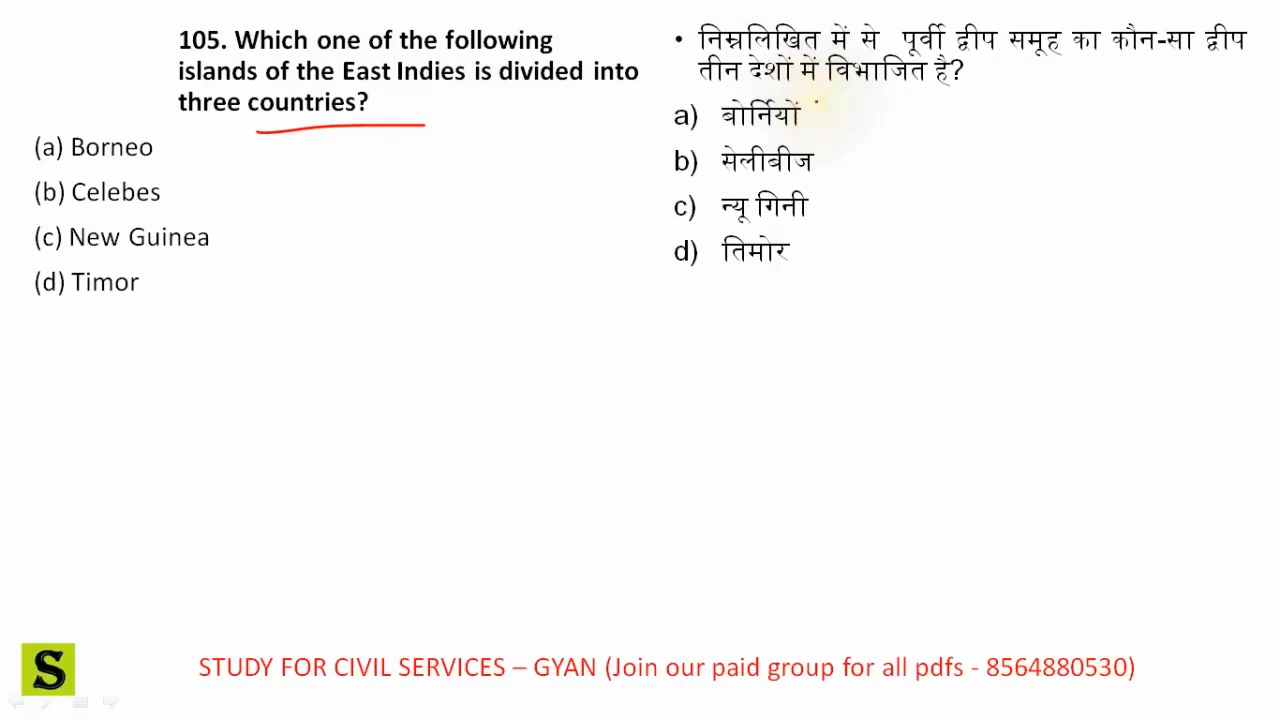 105. Which one of the following
islands of the East Indies is divided into
three countries?
(a) Borneo
(b) Celebes
(c) New Guinea
(d) Timor
• निम्नलिखित में से पूर्वी द्वीप समूह का कौन-सा द्वीप
तीन देशों में विभाजित है?
a) बोर्नियों
b) सेलीबीज
c) न्यू गिनी
d) तिमोर
S
STUDY FOR CIVIL SERVICES – GYAN (Join our paid group for all pdfs - 8564880530)